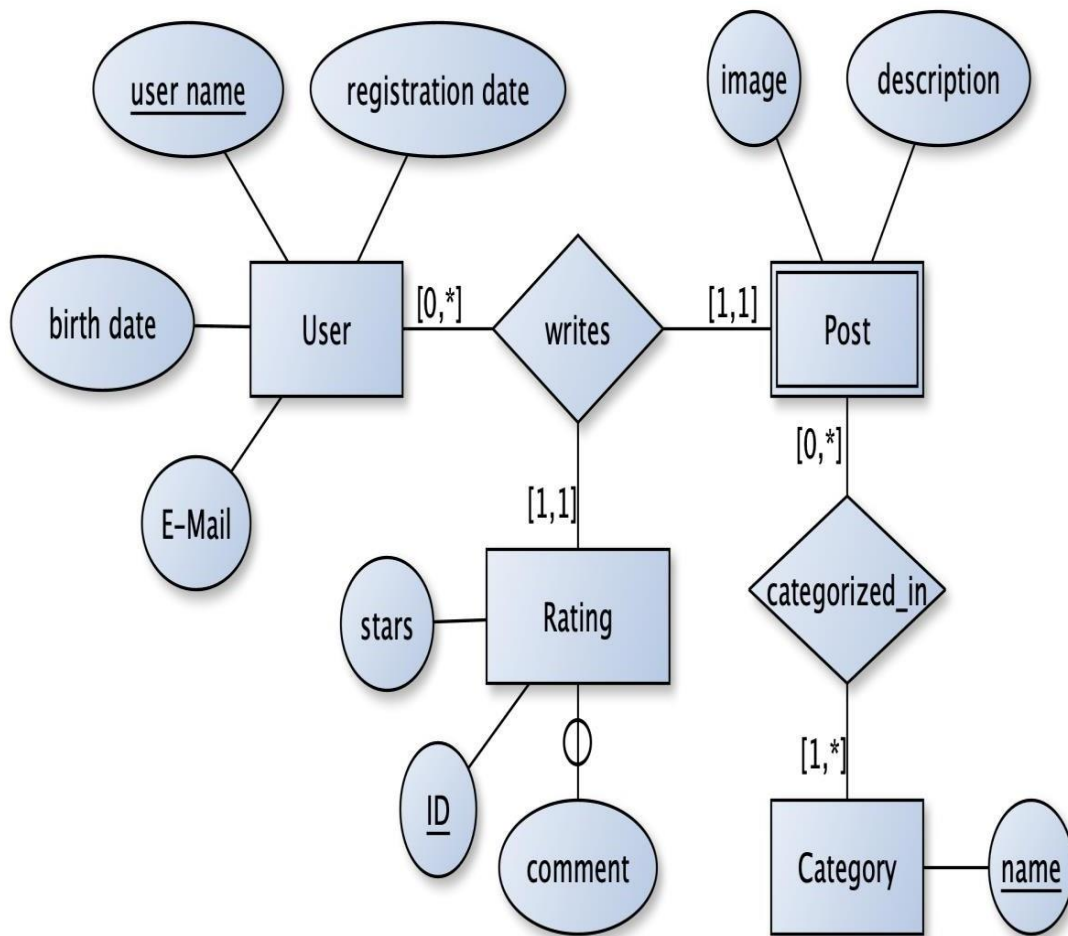 user name
registration date
image
description
birth date
User
[0,*]
writes
[1,1]
Post
E-Mail
[1,1]
[0,*]
stars
Rating
categorized_in
ID
comment
[1,*]
Category
name